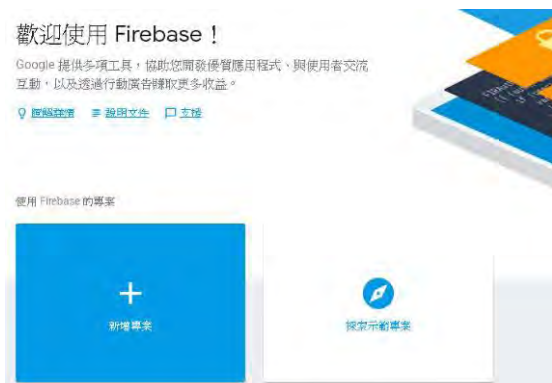 歡迎使用 Firebase！
Google 提供多項工具，協助您開發優質應用程式、與使用者交流
互動，以及透過行動廣告賺取更多收益。
瞭解詳情 說明文件 支援
使用 Firebase 的專案
新增專案 探索示範專案